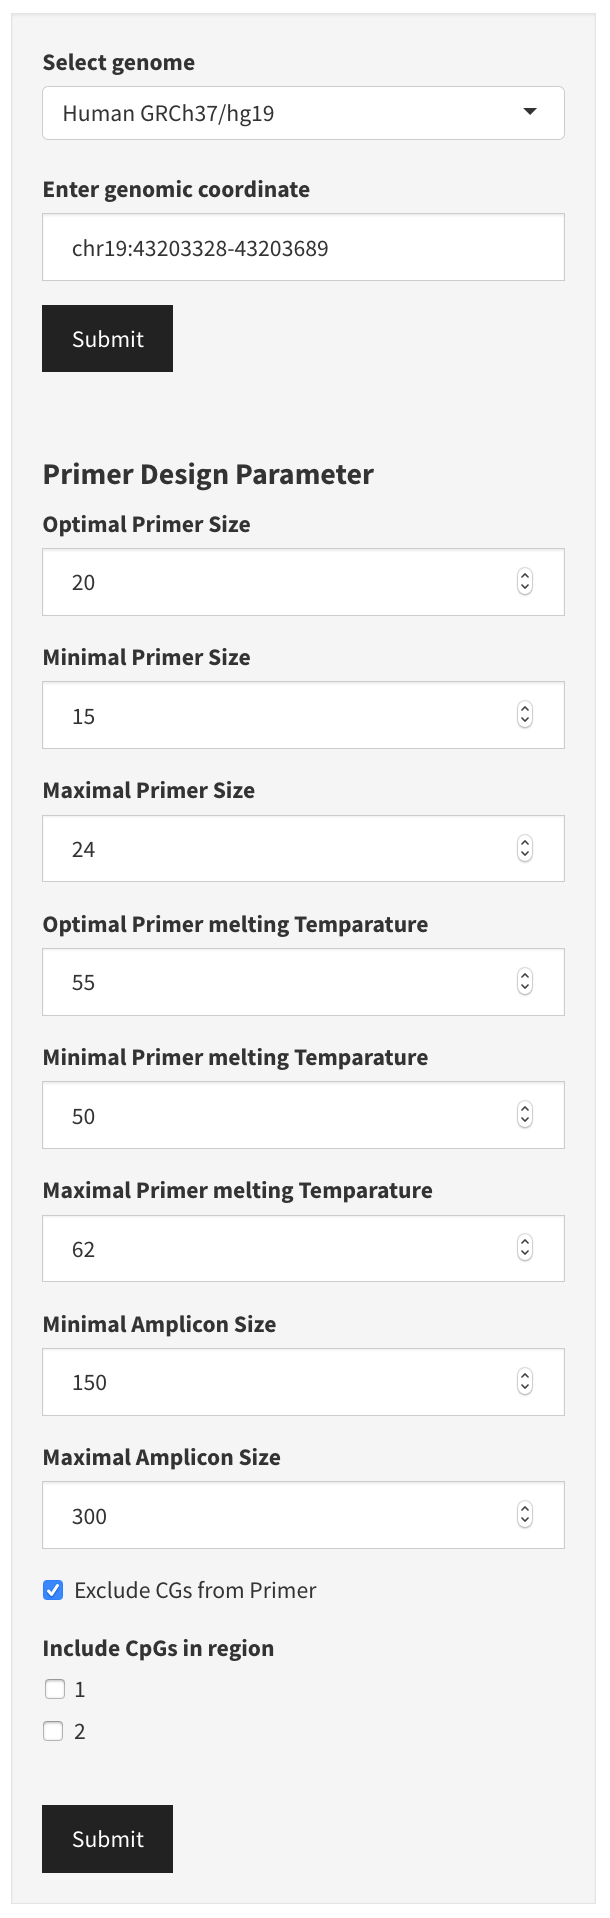 Select genome
Human GRCh37/hg19
Enter genomic coordinate
chr19:43203328-43203689
Submit
Primer Design Parameter
Optimal Primer Size
20
Minimal Primer Size
15
Maximal Primer Size
24
Optimal Primer melting Temparature
55
Minimal Primer melting Temparature
50
Maximal Primer melting Temparature
62
Minimal Amplicon Size
150
Maximal Amplicon Size
300
Exclude CGs from Primer
Include CpGs in region
1
2
Submit